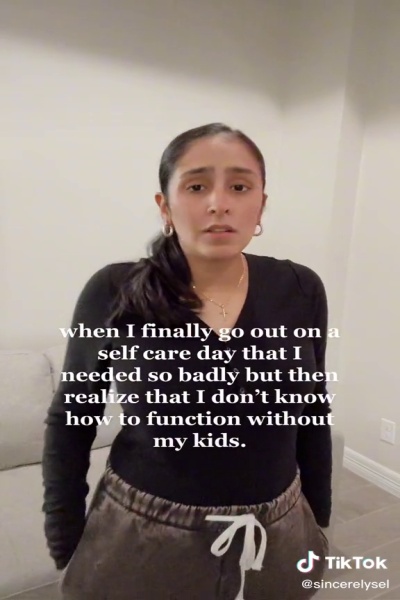 when I finally go out on a
self care day that I
needed so badly but then
realize that I don't know
how to function without
my kids.
TikTok
@sincerelysel